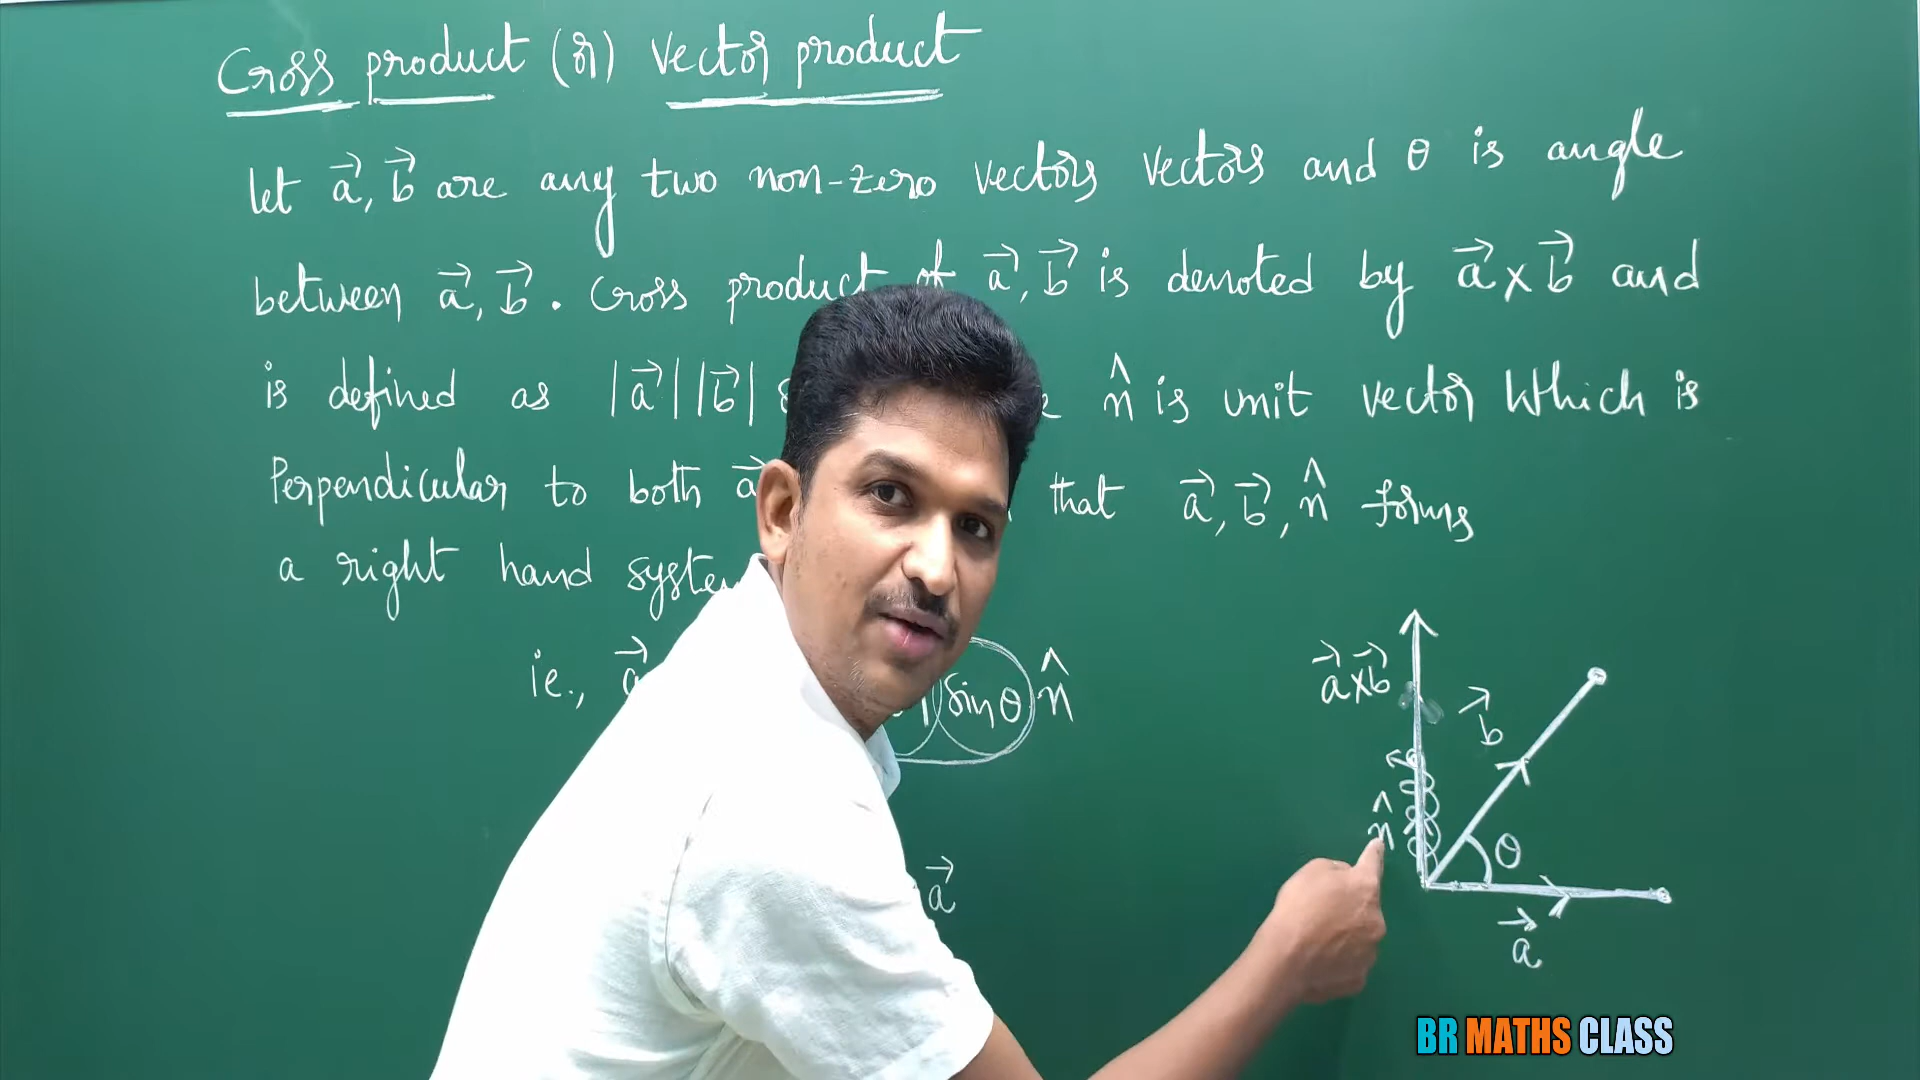 Cross product (or) Vector product
let a⃗, b⃗ are any two non-zero vectors vectors and θ is angle
between a⃗, b⃗. Cross product of a⃗, b⃗ is denoted by a⃗ x b⃗ and
is defined as |a⃗||b⃗| n̂ is unit vector Which is
Perpendicular to both a⃗ that a⃗, b⃗, n̂ forms
a right hand system
ie., a⃗ sinθ n̂
a⃗
a⃗xb⃗
b⃗
n̂
θ
a⃗
BR MATHS CLASS